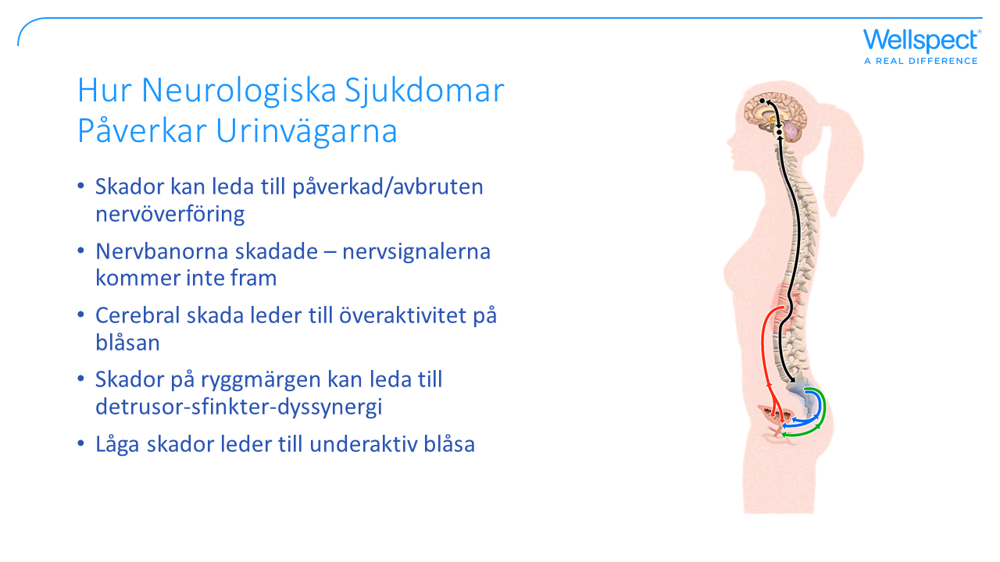 Wellspect®
A REAL DIFFERENCE
Hur Neurologiska Sjukdomar
Påverkar Urinvägarna
• Skador kan leda till påverkad/avbruten
nervöverföring
• Nervbanorna skadade – nervsignalerna
kommer inte fram
• Cerebral skada leder till överaktivitet på
blåsan
• Skador på ryggmärgen kan leda till
detrusor-sfinkter-dyssynergi
• Låga skador leder till underaktiv blåsa